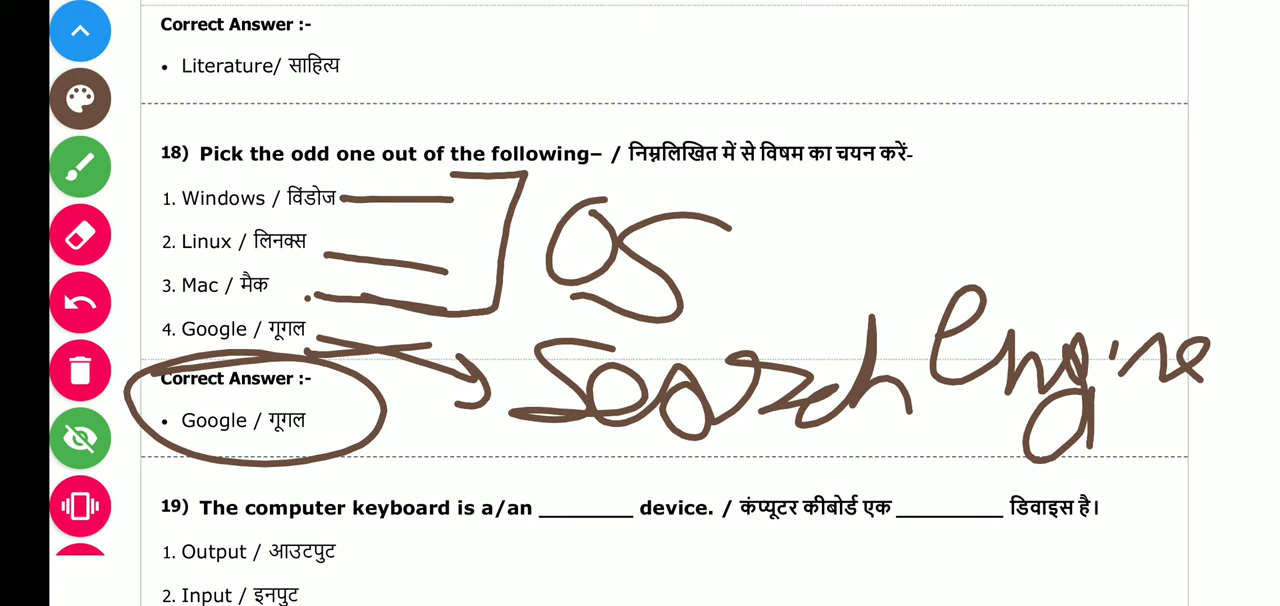 Correct Answer :-
• Literature/ साहित्य
18) Pick the odd one out of the following– / निम्नलिखित में से विषम का चयन करें-
1. Windows / विंडोज
2. Linux / लिनक्स
OS
3. Mac / मैक
4. Google / गूगल
Search Engine
Correct Answer :-
• Google / गूगल
19) The computer keyboard is a/an ________ device. / कंप्यूटर कीबोर्ड एक _________ डिवाइस है।
1. Output / आउटपुट
2. Input / इनपुट